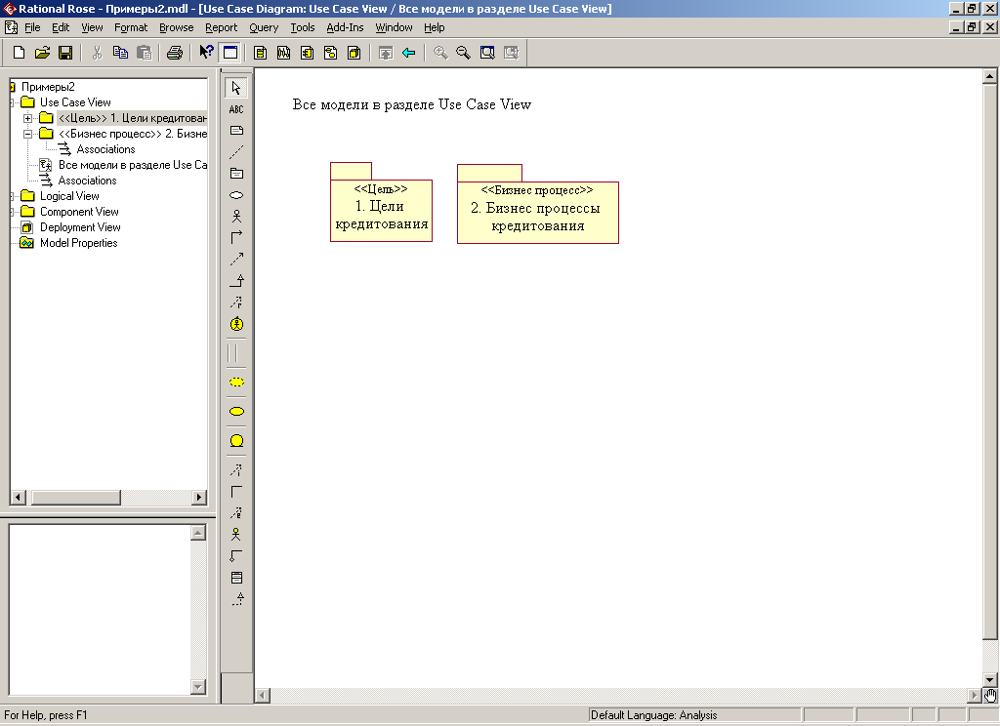 Rational Rose - Примеры2.mdl - [Use Case Diagram: Use Case View / Все модели в разделе Use Case View]
File Edit View Format Browse Report Query Tools Add-Ins Window Help
Примеры2
Use Case View
<<Цель>> 1. Цели кредитован
<<Бизнес процесс>> 2. Бизне
Associations
Все модели в разделе Use Ca
Associations
Logical View
Component View
Deployment View
Model Properties
ABC
Все модели в разделе Use Case View
<<Цель>>
1. Цели
кредитования
<<Бизнес процесс>>
2. Бизнес процессы
кредитования
For Help, press F1
Default Language: Analysis